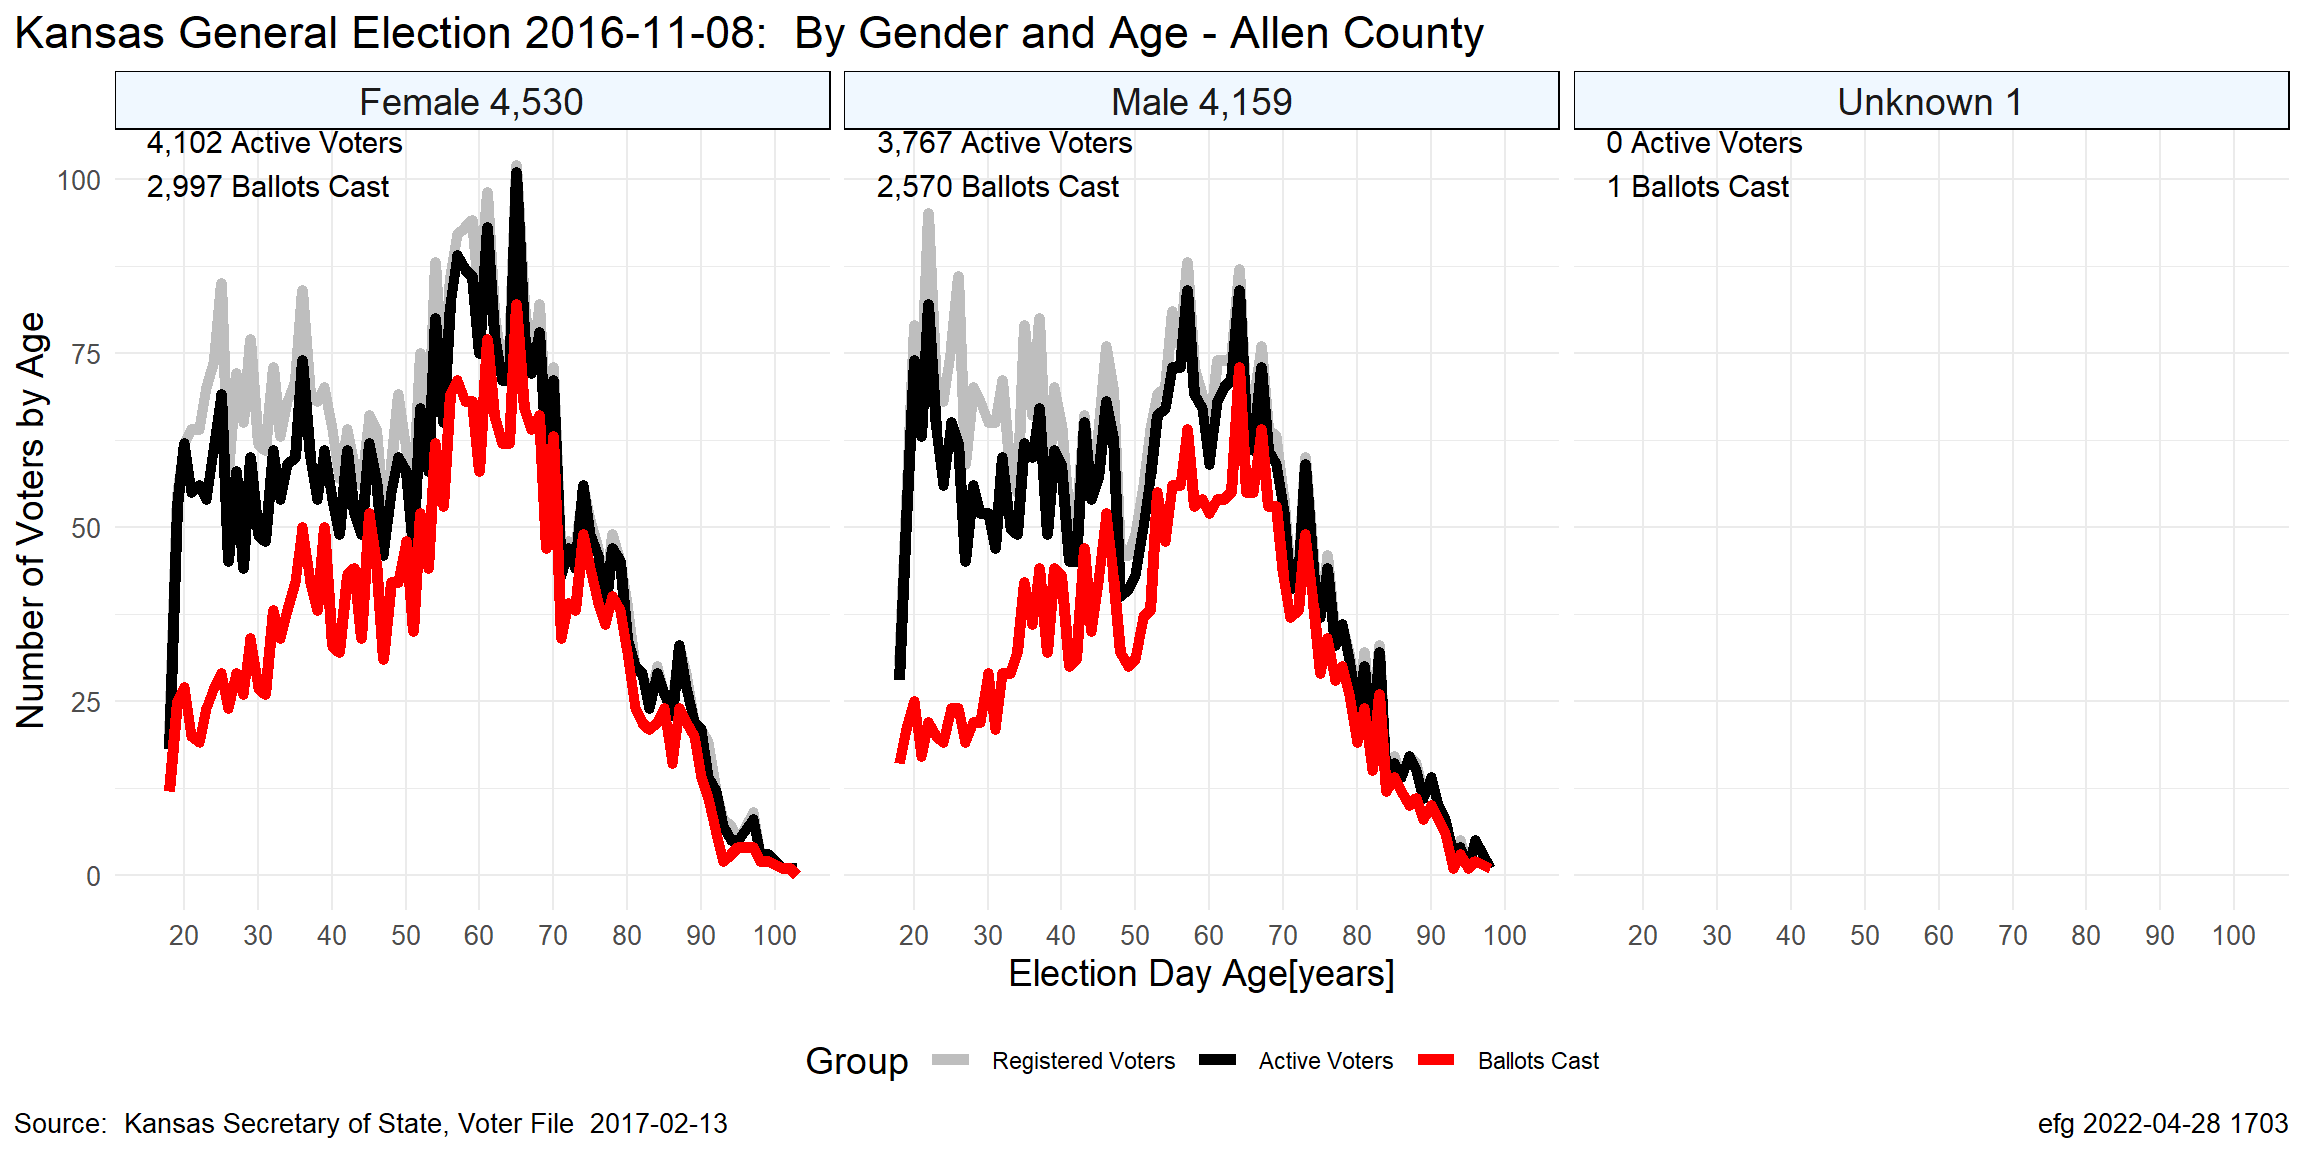 Kansas General Election 2016-11-08:  By Gender and Age - Allen County
Female 4,530
Male 4,159
Unknown 1
4,102 Active Voters
2,997 Ballots Cast
3,767 Active Voters
2,570 Ballots Cast
0 Active Voters
1 Ballots Cast
Number of Voters by Age
100
75
50
25
0
20 30 40 50 60 70 80 90 100
20 30 40 50 60 70 80 90 100
20 30 40 50 60 70 80 90 100
Election Day Age[years]
Group Registered Voters Active Voters Ballots Cast
Source:  Kansas Secretary of State, Voter File  2017-02-13
efg 2022-04-28 1703